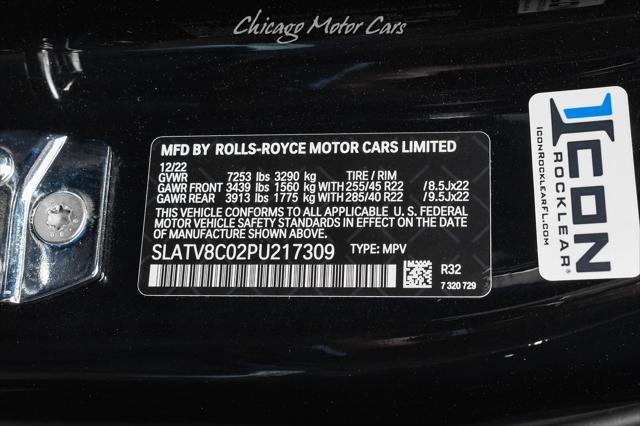 Chicago Motor Cars
MFD BY ROLLS-ROYCE MOTOR CARS LIMITED
12/22
GVWR 7253 lbs 3290 kg TIRE / RIM
GAWR FRONT 3439 lbs 1560 kg WITH 255/45 R22 /8.5Jx22
GAWR REAR 3913 lbs 1775 kg WITH 285/40 R22 /9.5Jx22
THIS VEHICLE CONFORMS TO ALL APPLICABLE U.S. FEDERAL
MOTOR VEHICLE SAFETY STANDARDS IN EFFECT ON THE DATE
OF MANUFACTURE SHOWN ABOVE.
SLATV8C02PU217309 TYPE: MPV
R32
7 320 729
ICON
ROCKLEAR
ICONROCKLEARFL.COM